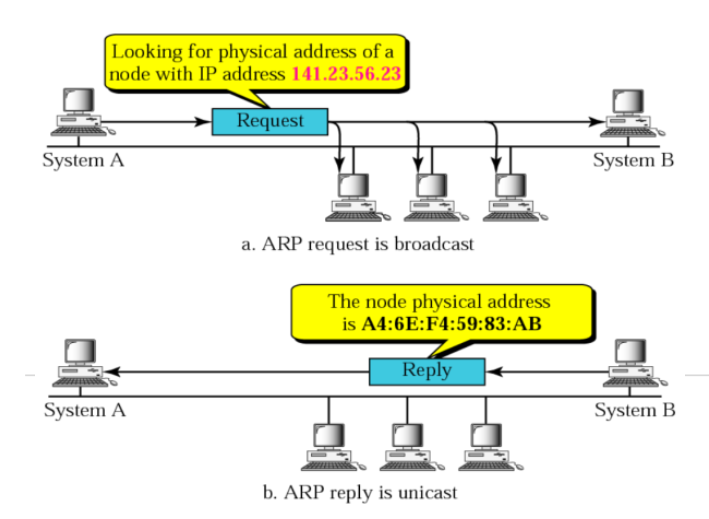 Looking for physical address of a
node with IP address 141.23.56.23
Request
System A
System B
a. ARP request is broadcast
The node physical address
is A4:6E:F4:59:83:AB
Reply
System A
System B
b. ARP reply is unicast